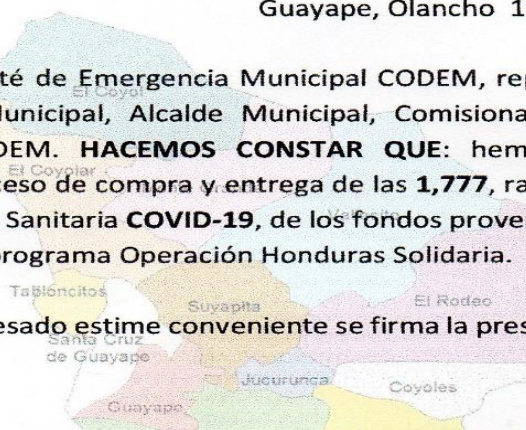 Guayape, Olancho 1
té de Emergencia Municipal CODEM, rep
Municipal, Alcalde Municipal, Comisiona
DEM. HACEMOS CONSTAR QUE: hem
ceso de compra y entrega de las 1,777, ra
Sanitaria COVID-19, de los fondos prove
programa Operación Honduras Solidaria.
esado estime conveniente se firma la pres
El Coyol
El Coyolar
Tabloncitos
Suyapita
El Rodeo
Santa Cruz
de Guayape
Jucurunca
Coyoles
Guayape